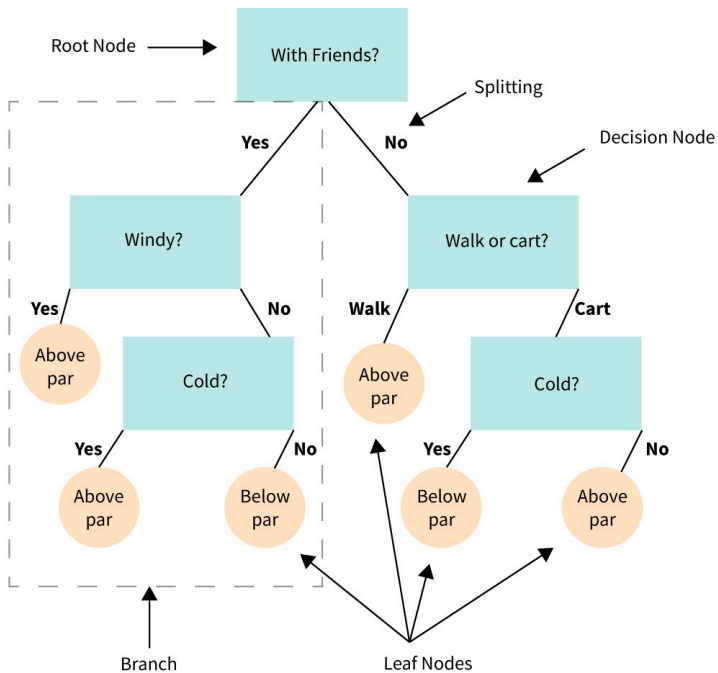 Root Node
With Friends?
Splitting
Yes
No
Decision Node
Windy?
Walk or cart?
Yes
No
Walk
Cart
Above
par
Cold?
Above
par
Cold?
Yes
No
Yes
No
Above
par
Below
par
Below
par
Above
par
Branch
Leaf Nodes